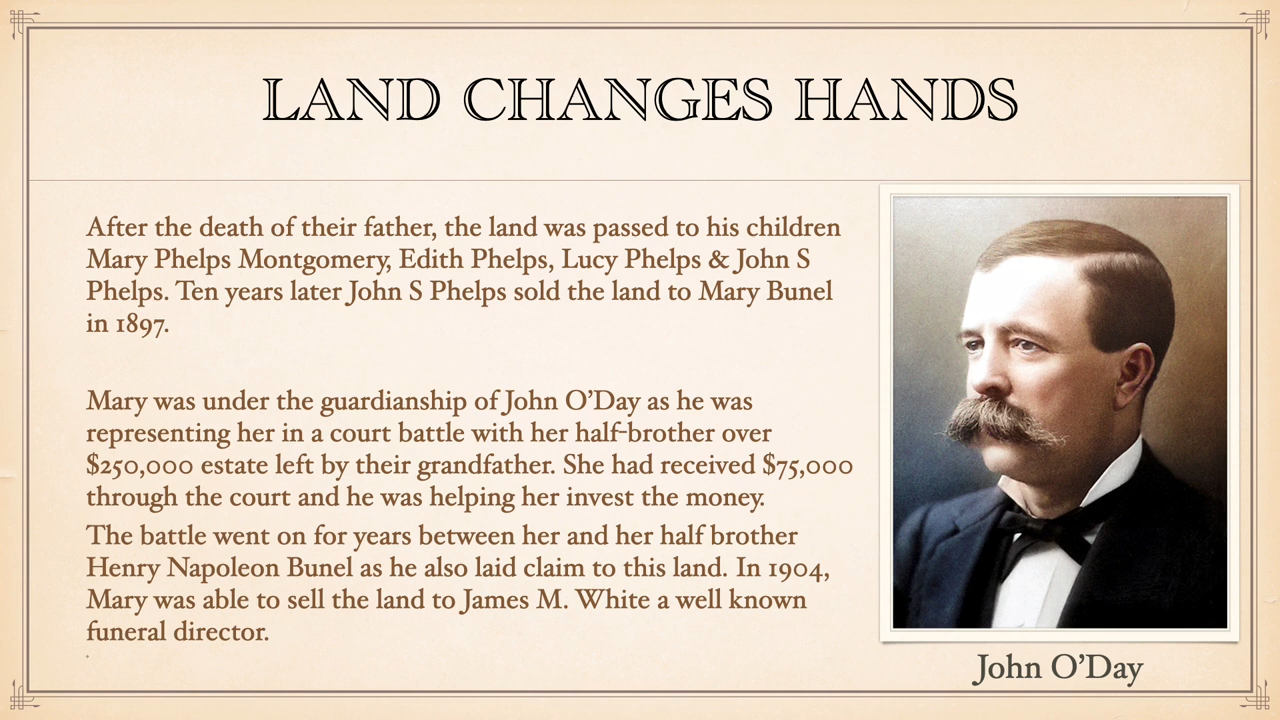 LAND CHANGES HANDS
After the death of their father, the land was passed to his children
Mary Phelps Montgomery, Edith Phelps, Lucy Phelps & John S
Phelps. Ten years later John S Phelps sold the land to Mary Bunel
in 1897.
Mary was under the guardianship of John O’Day as he was
representing her in a court battle with her half-brother over
$250,000 estate left by their grandfather. She had received $75,000
through the court and he was helping her invest the money.
The battle went on for years between her and her half brother
Henry Napoleon Bunel as he also laid claim to this land. In 1904,
Mary was able to sell the land to James M. White a well known
funeral director.
John O’Day